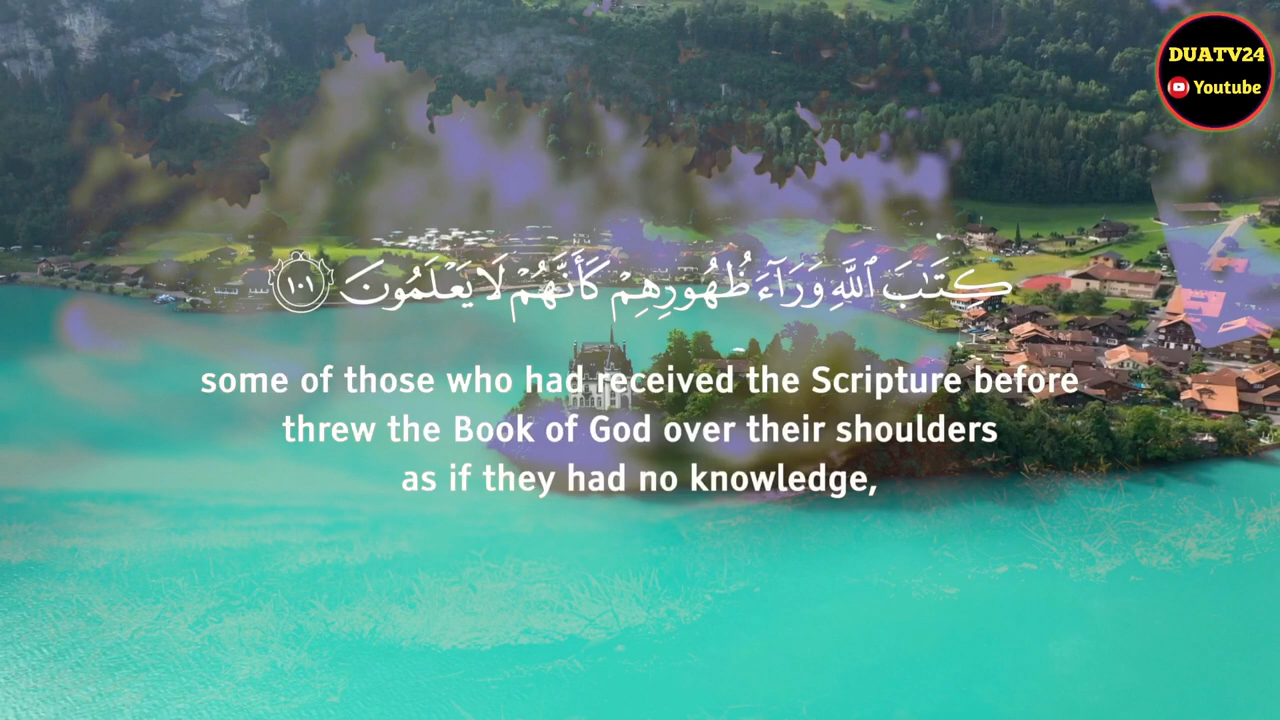 DUATV24
Youtube
كِتَـٰبَ ٱللَّهِ وَرَآءَ ظُهُورِهِمْ كَأَنَّهُمْ لَا يَعْلَمُونَ ١٠١
some of those who had received the Scripture before
threw the Book of God over their shoulders
as if they had no knowledge,